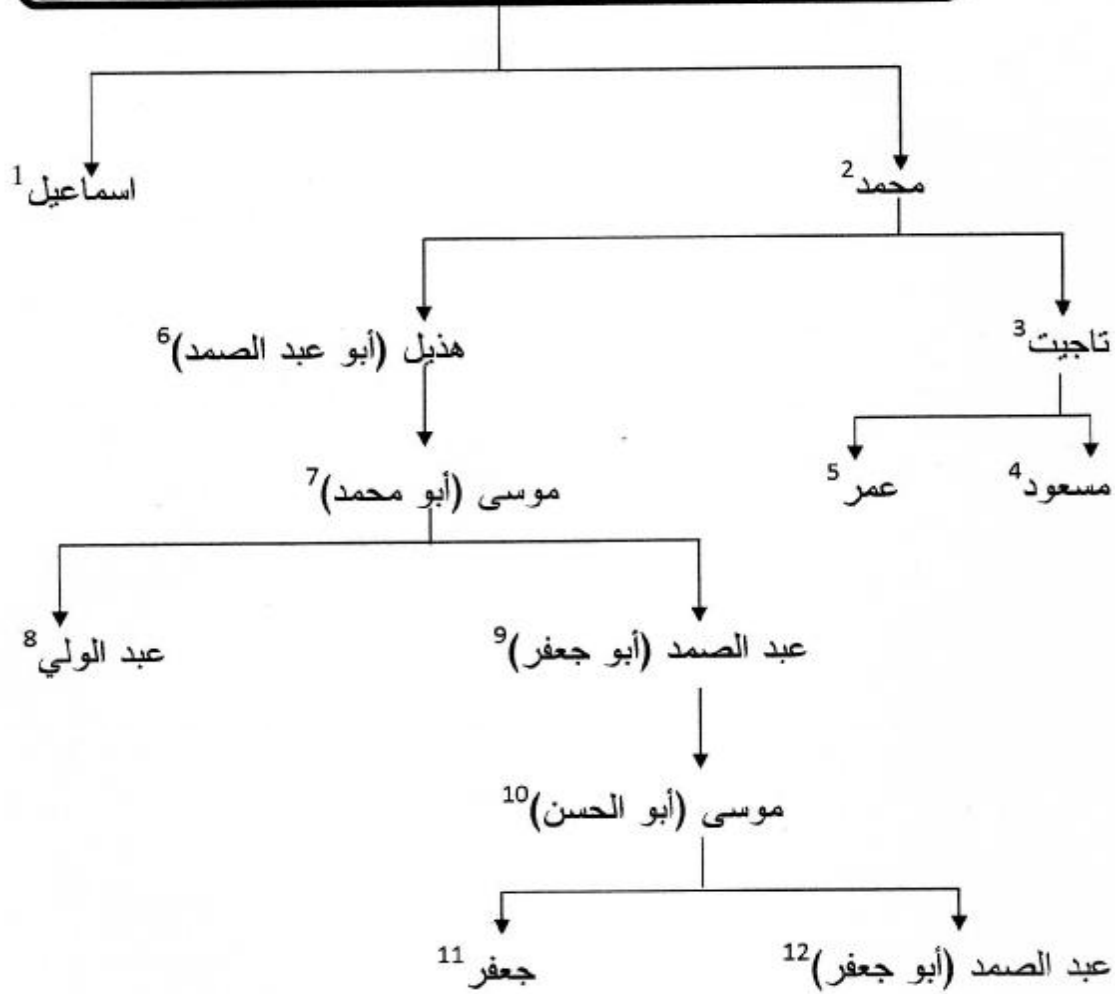 محمد2 اسماعيل1
تاجيت3 هذيل (أبو عبد الصمد)6
مسعود4 عمر5 موسى (أبو محمد)7
عبد الصمد (أبو جعفر)9 عبد الولي8
موسى (أبو الحسن)10
عبد الصمد (أبو جعفر)12 جعفر11